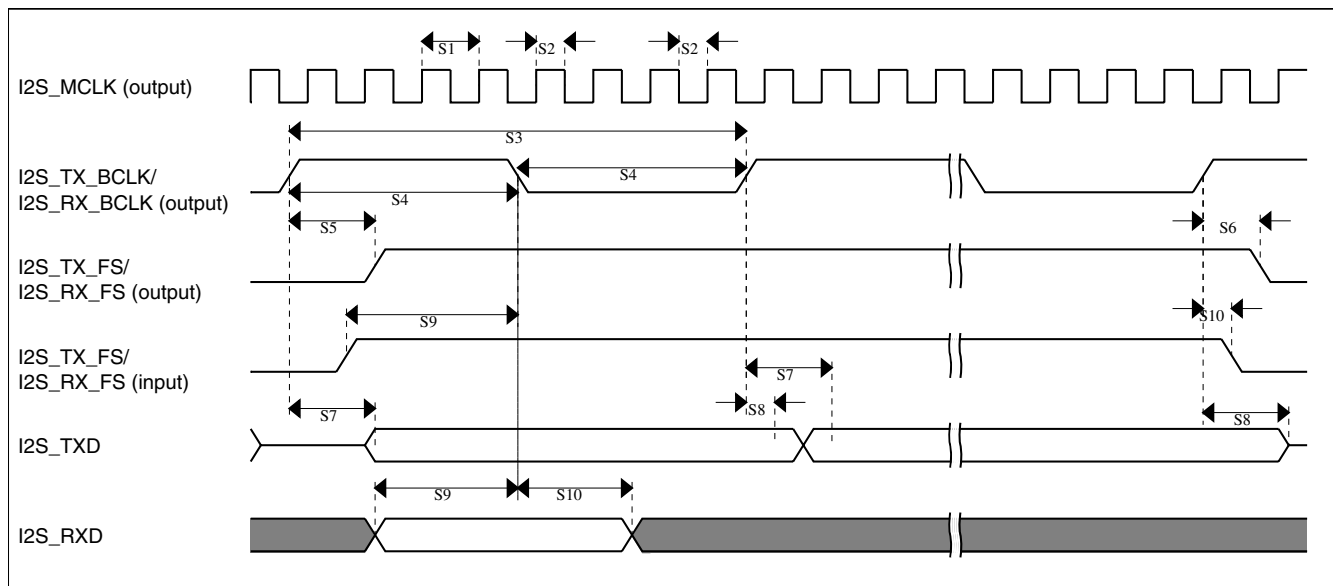 S1
S2
S2
I2S_MCLK (output)
S3
I2S_TX_BCLK/
I2S_RX_BCLK (output)
S4
S4
S5
S6
I2S_TX_FS/
I2S_RX_FS (output)
S9
S10
I2S_TX_FS/
I2S_RX_FS (input)
S7
S7
S8
S8
I2S_TXD
S9
S10
I2S_RXD